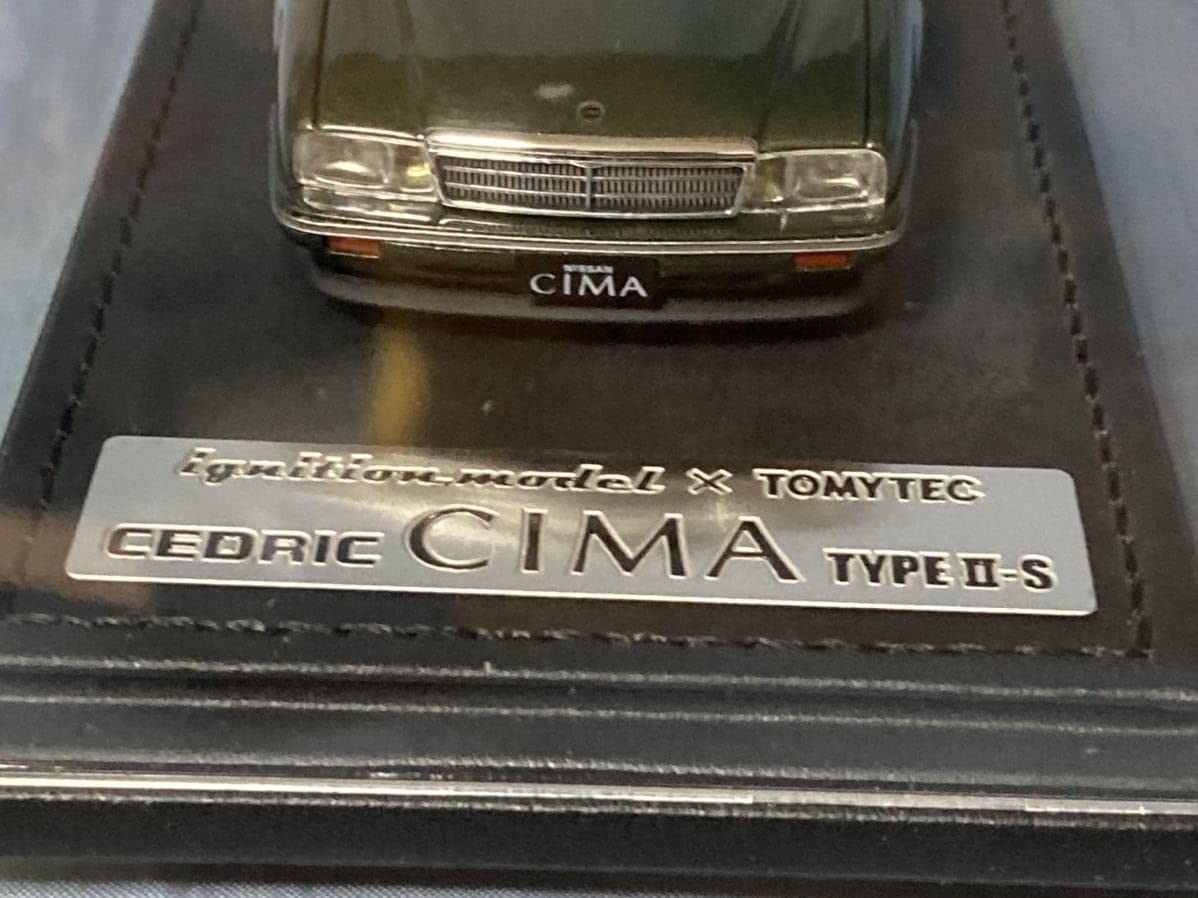 NISSAN
CIMA
ignition model × TOMYTEC
CEDRIC CIMA TYPE II-S